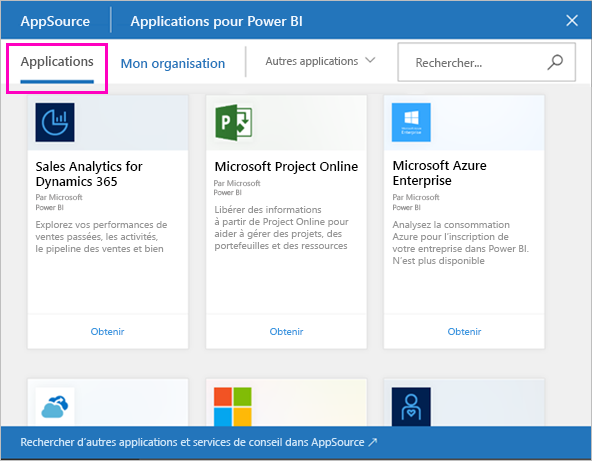 AppSource
Applications pour Power BI
Applications
Mon organisation
Autres applications
Rechercher...
Sales Analytics for
Dynamics 365
Par Microsoft
Power BI
Explorez vos performances de
ventes passées, les activités,
le pipeline des ventes et bien
Obtenir
P
Microsoft Project Online
Par Microsoft
Power BI
Libérer des informations
à partir de Project Online pour
aider à gérer des projets, des
portefeuilles et des ressources
Obtenir
Microsoft Azure
Enterprise
Par Microsoft
Power BI
Analysez la consommation
Azure pour l'inscription de
votre entreprise dans Power BI.
N'est plus disponible
Obtenir
Rechercher d'autres applications et services de conseil dans AppSource